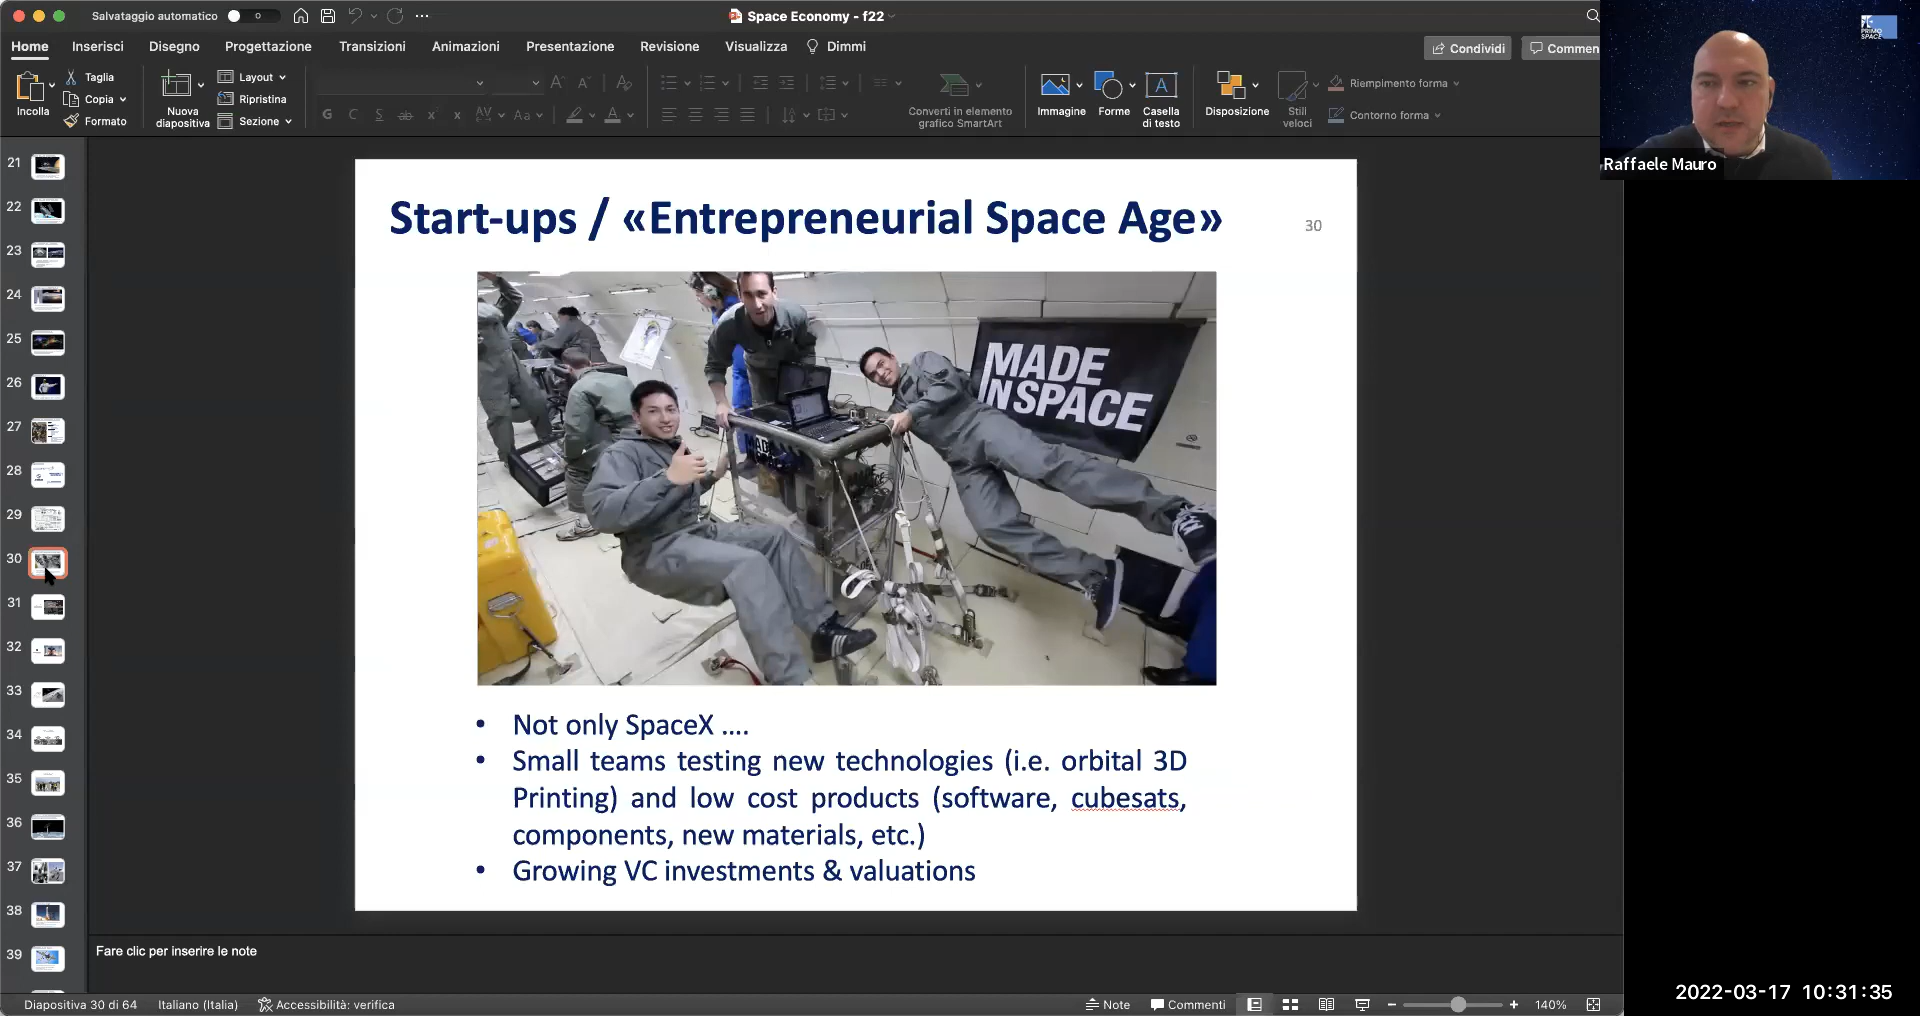 Salvataggio automatico
Space Economy - f22
Home
Inserisci
Disegno
Progettazione
Transizioni
Animazioni
Presentazione
Revisione
Visualizza
Dimmi
Condividi
Commen
Incolla
Taglia
Copia
Formato
Nuova
diapositiva
Layout
Ripristina
Sezione
G C S ab x x AV Aa
A
Converti in elemento
grafico SmartArt
Immagine
Forme
Casella
di testo
Disposizione
Stili
veloci
Riempimento forma
Contorno forma
PRIMO
SPACE
Raffaele Mauro
21
22
23
24
25
26
27
28
29
30
31
32
33
34
35
36
37
38
39
Start-ups / «Entrepreneurial Space Age»
30
MADE
IN SPACE
• Not only SpaceX ....
• Small teams testing new technologies (i.e. orbital 3D
Printing) and low cost products (software, cubesats,
components, new materials, etc.)
• Growing VC investments & valuations
Fare clic per inserire le note
Diapositiva 30 di 64
Italiano (Italia)
Accessibilità: verifica
Note
Commenti
140%
2022-03-17 10:31:35